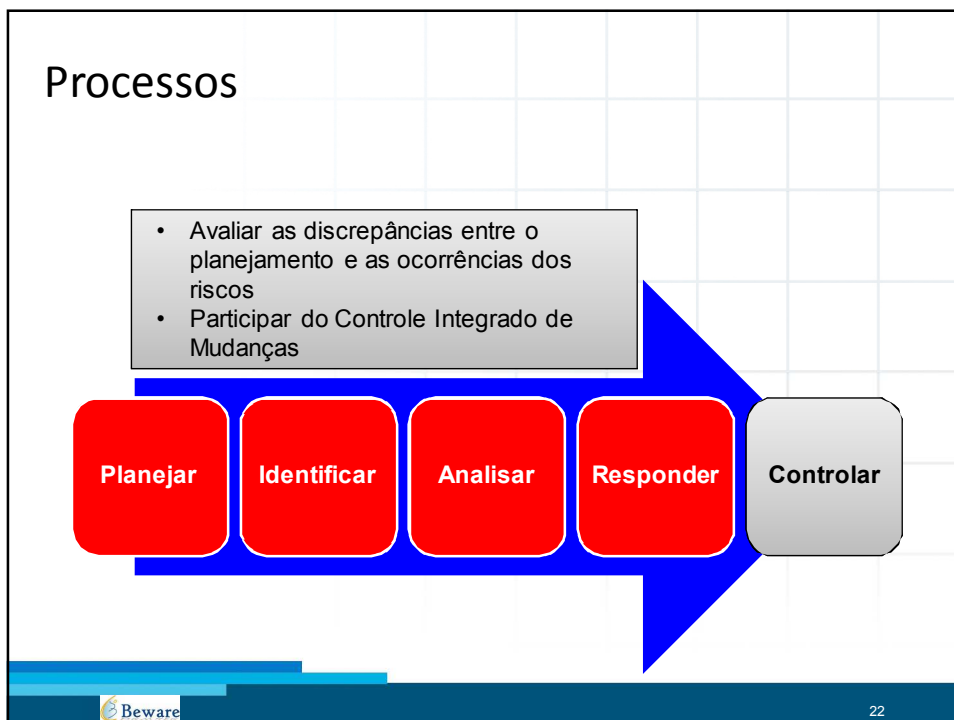 Processos
• Avaliar as discrepâncias entre o
planejamento e as ocorrências dos
riscos
• Participar do Controle Integrado de
Mudanças
Planejar
Identificar
Analisar
Responder
Controlar
Beware
22